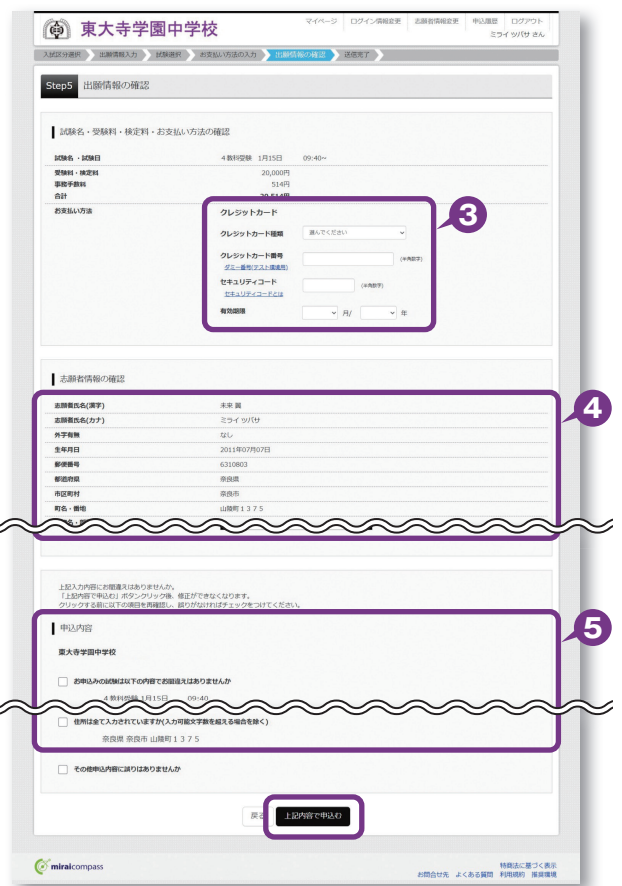 東大寺学園中学校
マイページ ログイン情報変更 志願者情報変更 申込履歴 ログアウト
ミライ ツバサ さん
入試区分選択 出願情報入力 試験選択 お支払い方法の入力 出願情報の確認 送信完了
Step5 出願情報の確認
試験名・受験料・検定料・お支払い方法の確認
試験名 ・試験日 4 教科受験 1月15日 09:40~
受験料・検定料 20,000円
事務手数料 514円
合計 20,514円
お支払い方法 クレジットカード
3
クレジットカード種類 選んでください
クレジットカード番号 (半角数字)
ダミー番号(テスト環境用)
セキュリティコード (半角数字)
セキュリティコードとは
有効期限 月/ 年
志願者情報の確認
4
志願者氏名(漢字) 未来 翼
志願者氏名(カナ) ミライ ツバサ
外字有無 なし
生年月日 2011年07月07日
郵便番号 6310803
都道府県 奈良県
市区町村 奈良市
町名・番地 山陵町1375
上記入力内容にお間違えはありませんか。
「上記内容で申込む」ボタンクリック後、修正ができなくなります。
クリックする前に以下の項目を再確認し、誤りがなければチェックをつけてください。
5
申込内容
東大寺学園中学校
お申込みの試験は以下の内容でお間違えはありませんか
4 教科受験 1月15日 09:40
住所は全て入力されていますか(入力可能文字数を超える場合を除く)
奈良県 奈良市 山陵町1375
その他申込内容に誤りはありませんか
戻る 上記内容で申込む
miraicompass
特商法に基づく表示
お問合せ先 よくある質問 利用規約 推奨環境